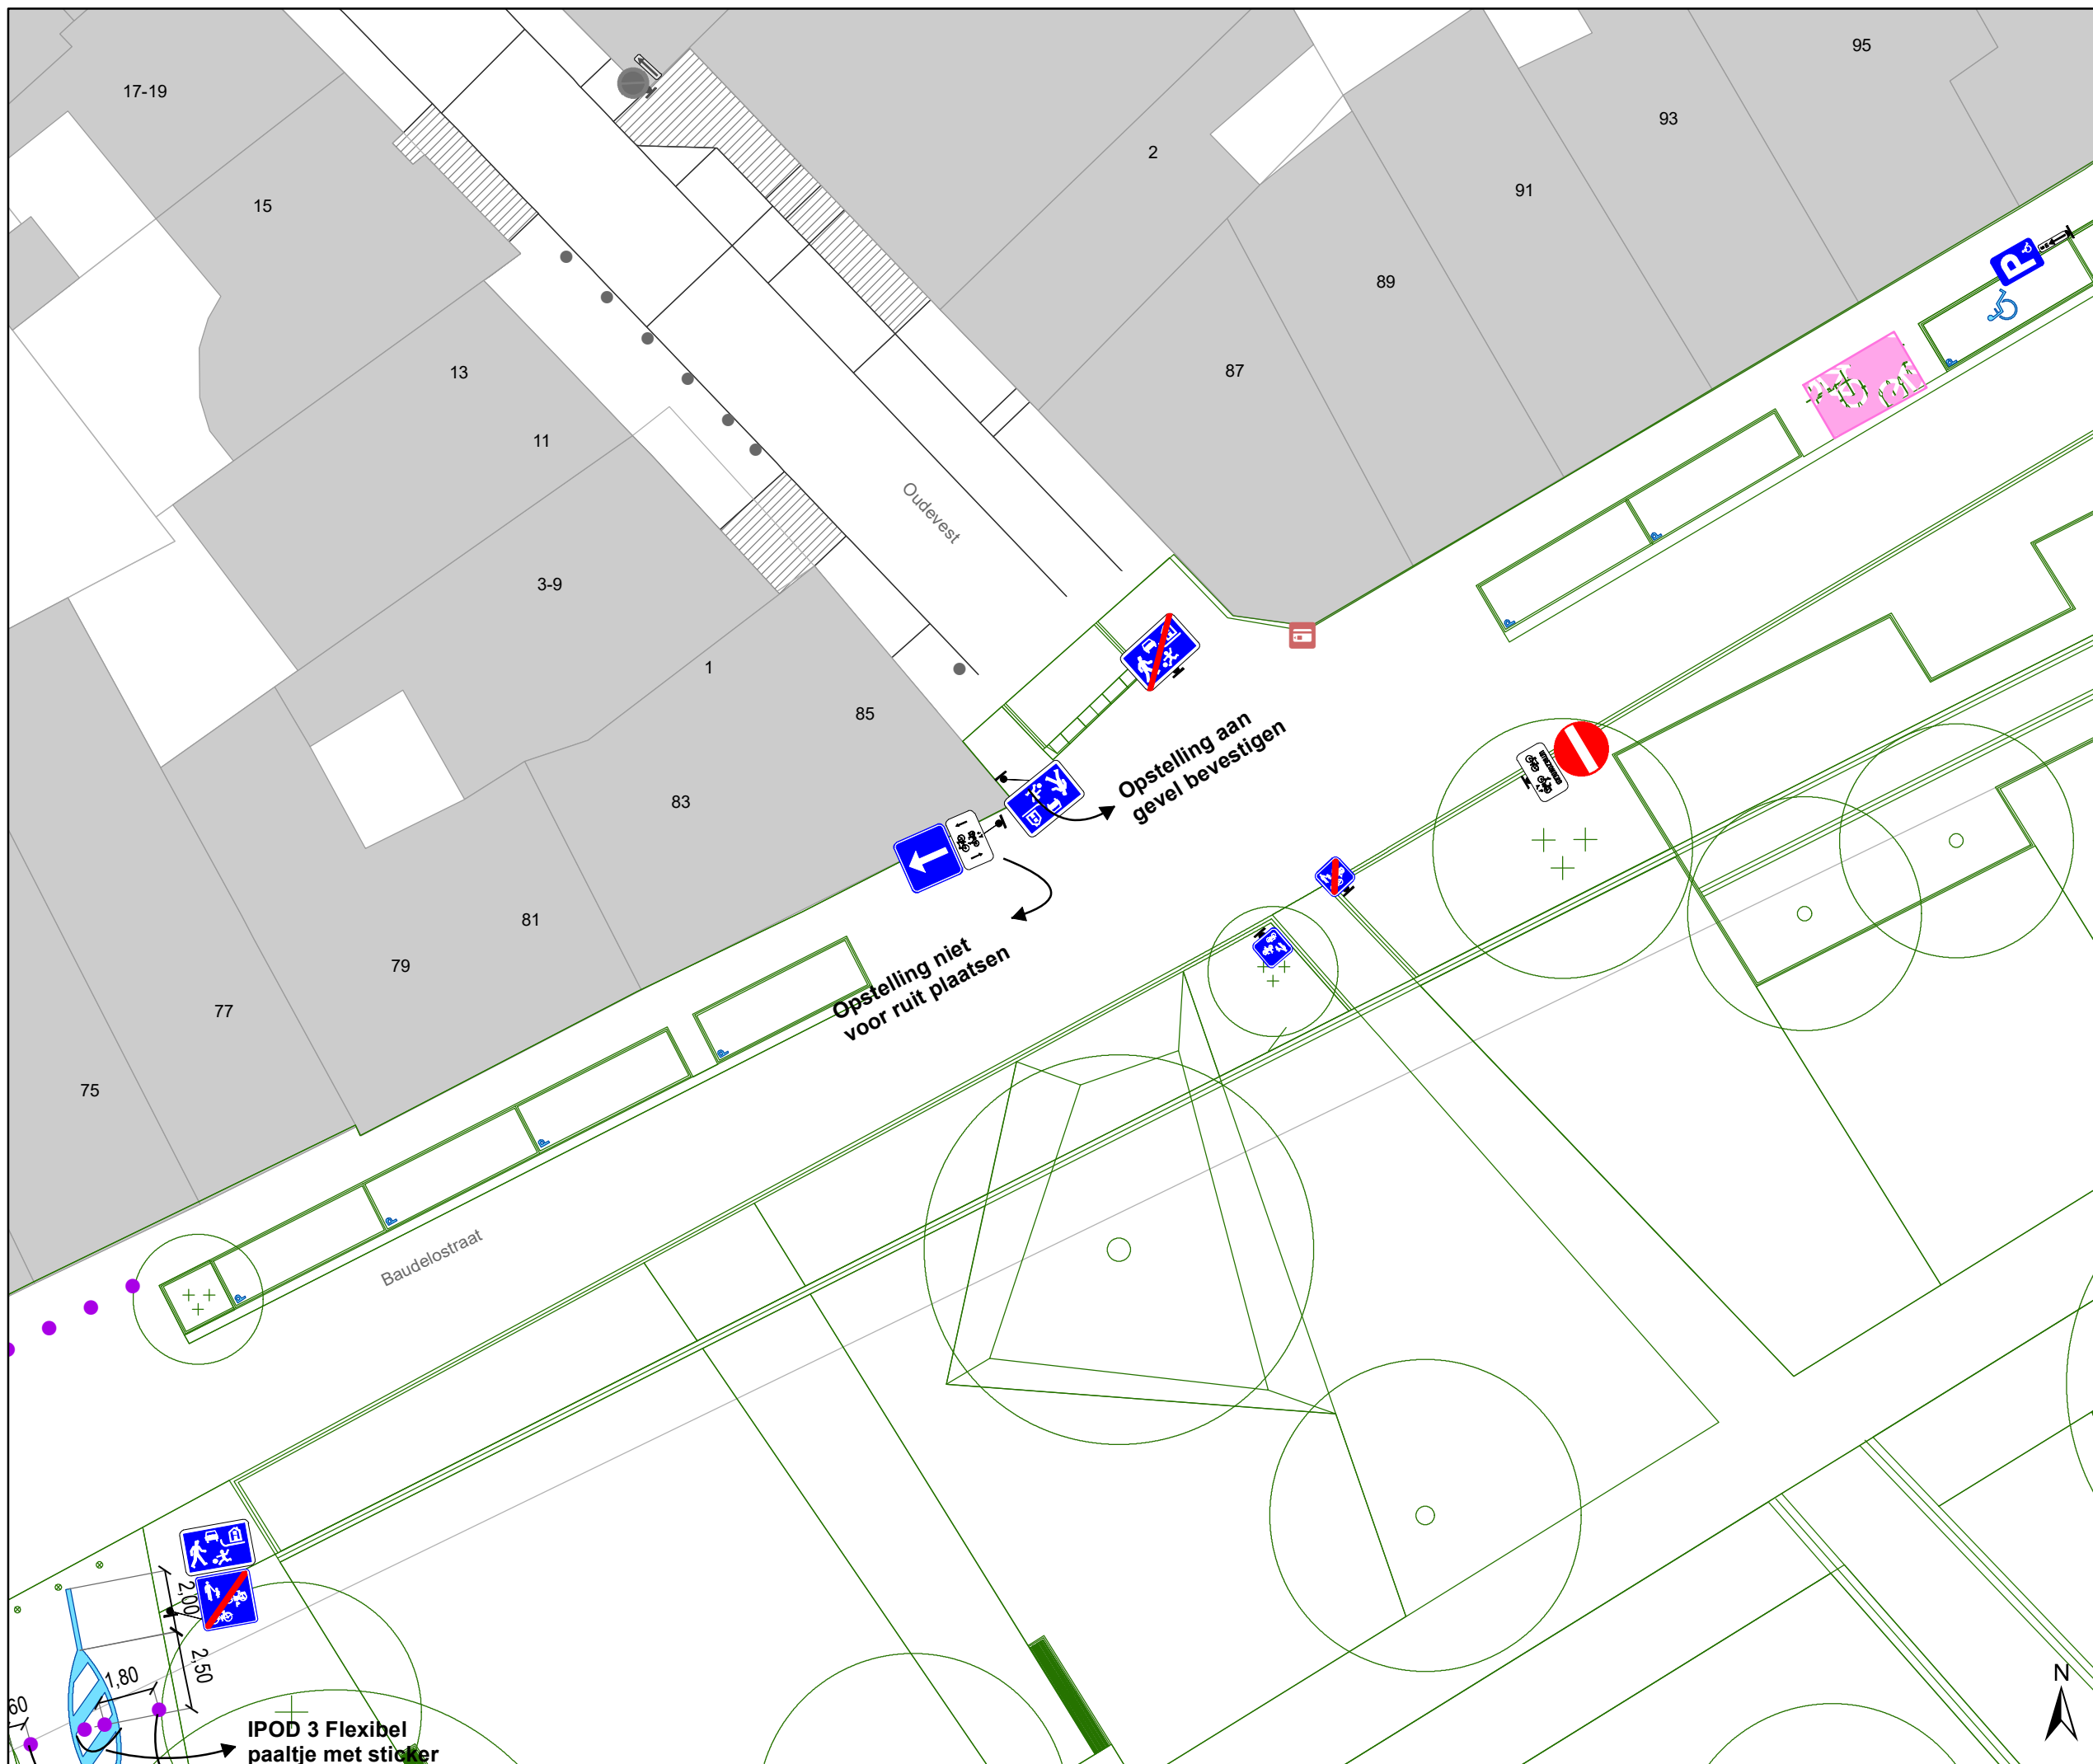 17-19
95
93
2
91
15
89
87
13
11
Oudevest
3-9
1
85
83
81
79
77
75
P
P
P
P
P
P
P
P
P
Opstelling aan
gevel bevestigen
Opstelling niet
voor ruit plaatsen
Baudelostraat
2,00
2,50
1,80
60
IPOD 3 Flexibel
paaltje met sticker
N